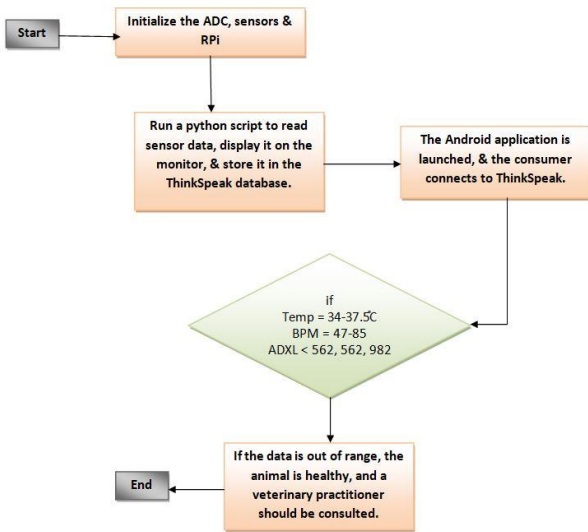 Start
Initialize the ADC, sensors &
RPi
Run a python script to read
sensor data, display it on the
monitor, & store it in the
ThinkSpeak database.
The Android application is
launched, & the consumer
connects to ThinkSpeak.
if
Temp = 34-37.5°C
BPM = 47-85
ADXL < 562, 562, 982
If the data is out of range, the
animal is healthy, and a
veterinary practitioner
should be consulted.
End